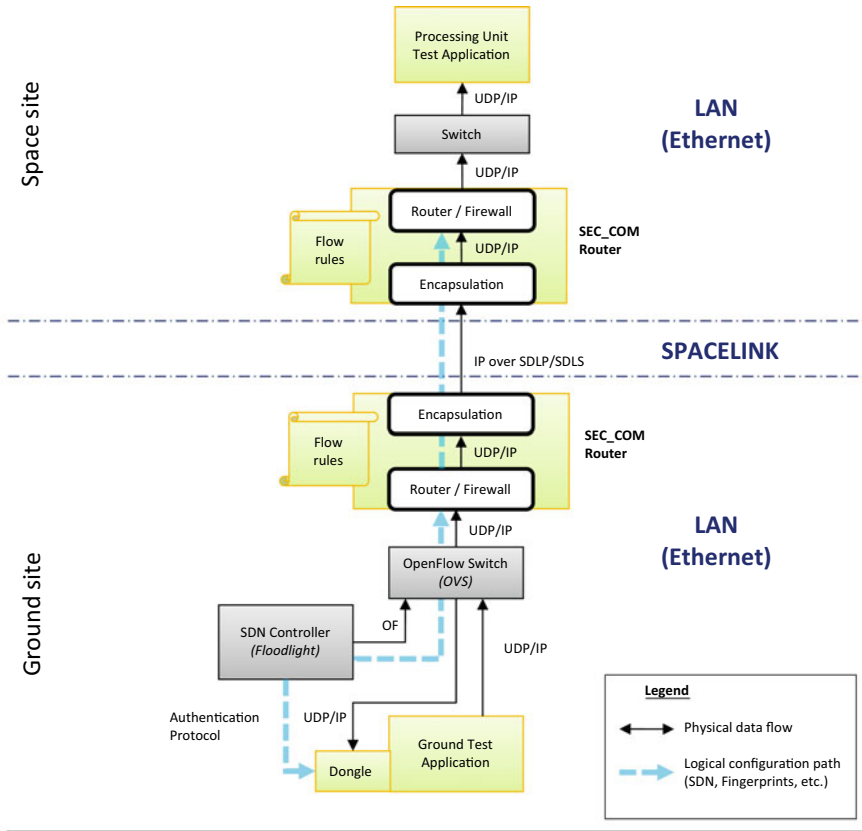 Space site
Processing Unit
Test Application
UDP/IP
LAN
(Ethernet)
Switch
UDP/IP
Router / Firewall
Flow
rules
UDP/IP
SEC_COM
Router
Encapsulation
SPACELINK
IP over SDLP/SDLS
Encapsulation
Flow
rules
UDP/IP
SEC_COM
Router
Router / Firewall
UDP/IP
LAN
(Ethernet)
Ground site
OpenFlow Switch
(OVS)
SDN Controller
(Floodlight)
OF
UDP/IP
Authentication
Protocol
UDP/IP
Ground Test
Application
Dongle
Legend
Physical data flow
Logical configuration path
(SDN, Fingerprints, etc.)